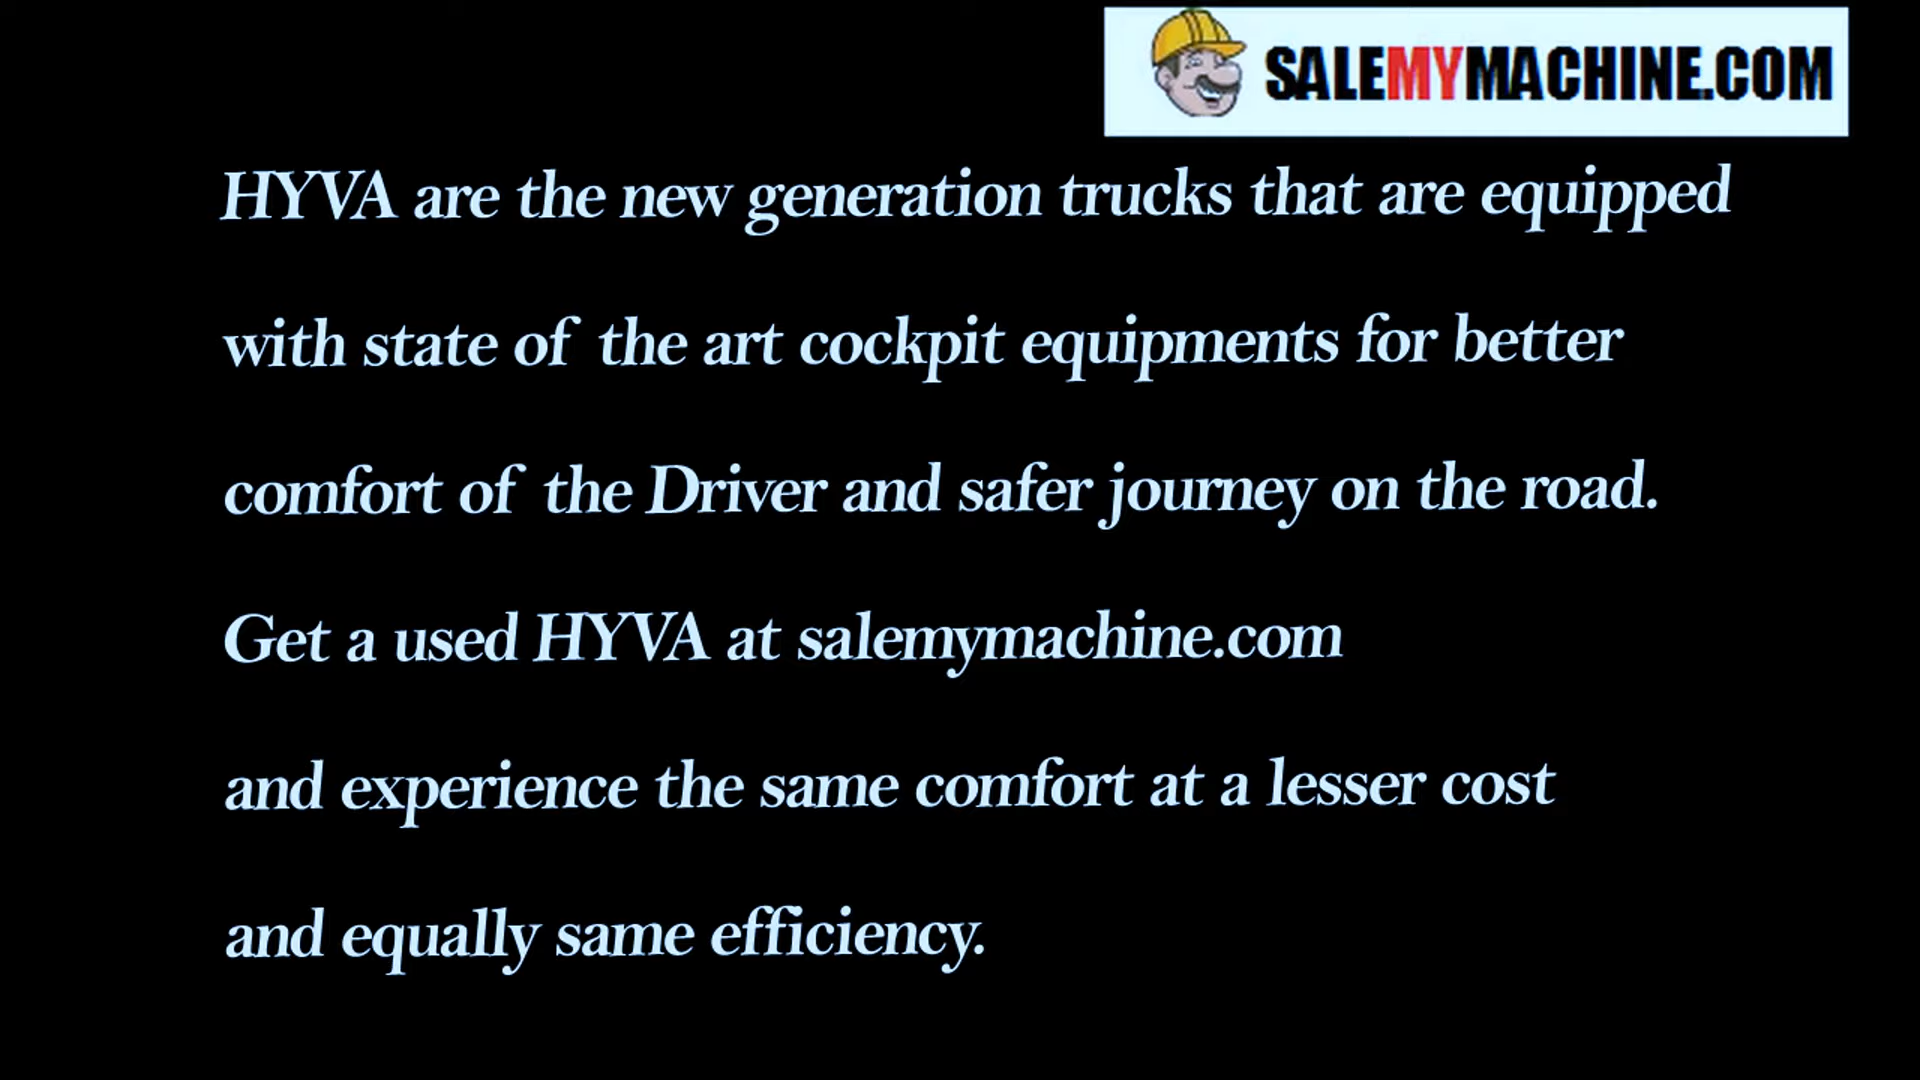 SALEMYMACHINE.COM
HYVA are the new generation trucks that are equipped
with state of the art cockpit equipments for better
comfort of the Driver and safer journey on the road.
Get a used HYVA at salemymachine.com
and experience the same comfort at a lesser cost
and equally same efficiency.